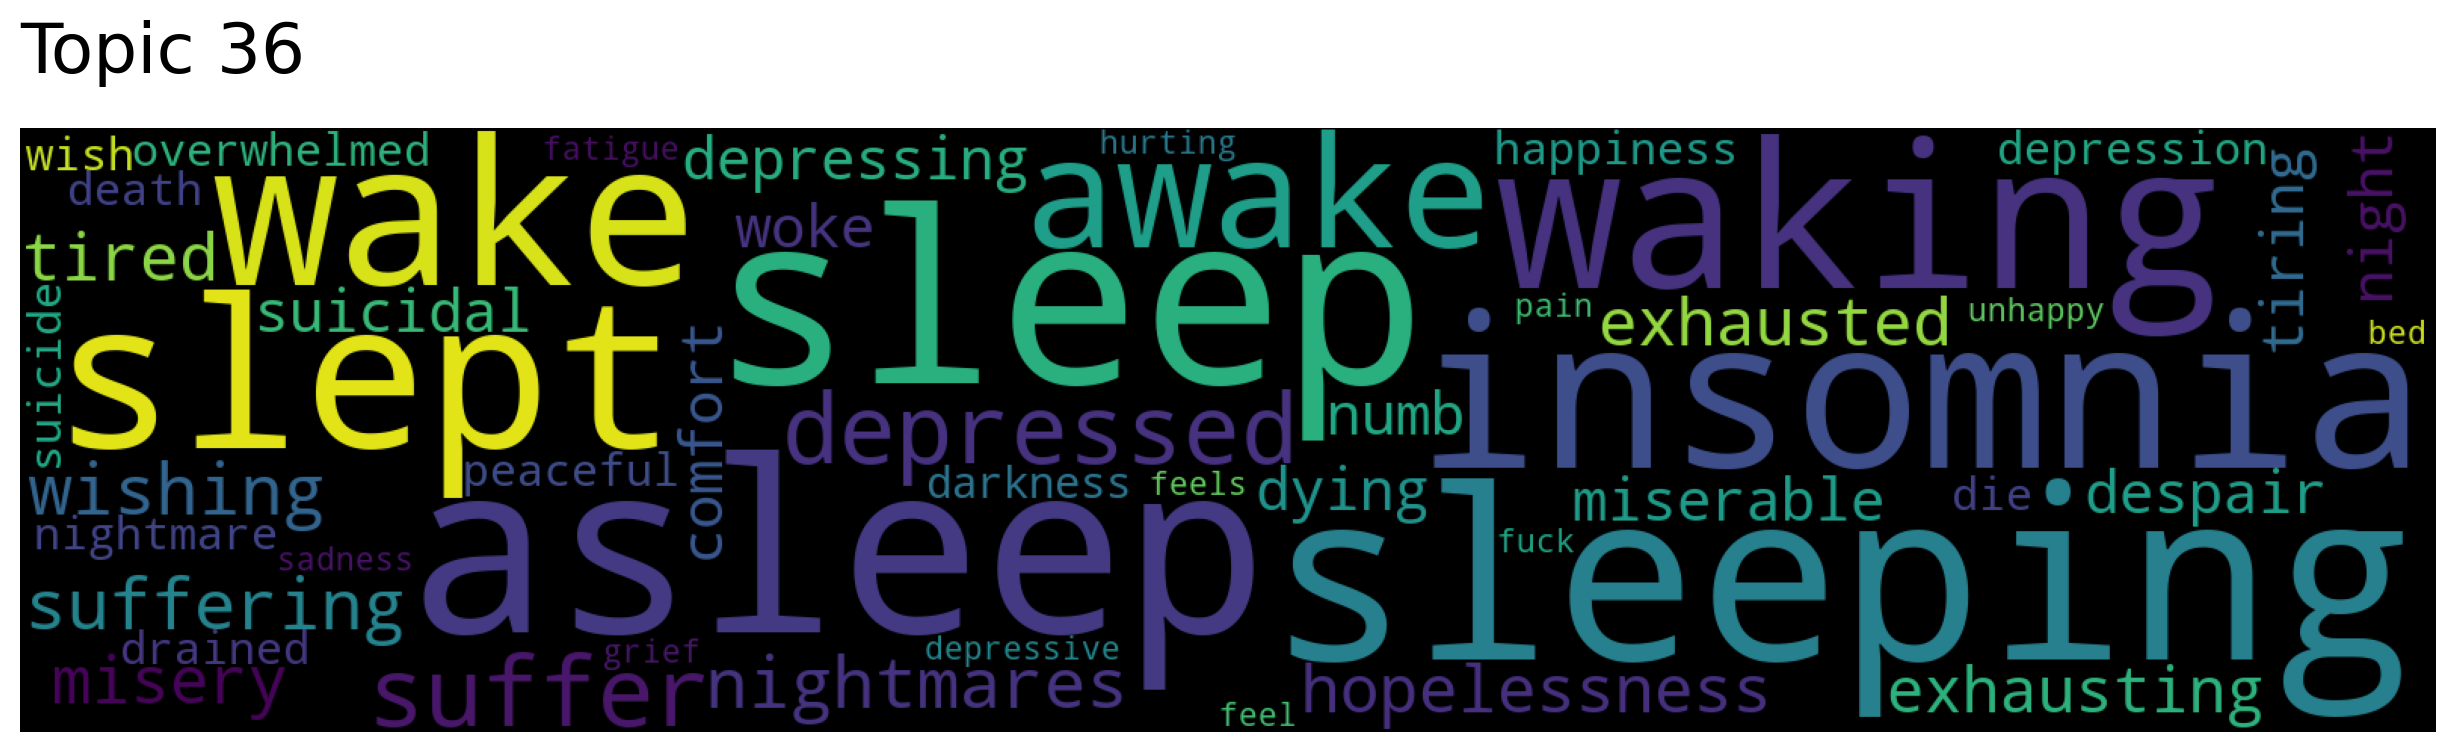 Topic 36
wish overwhelmed fatigue depressing hurting happiness depression
death wake woke awake waking tiring night
tired suicidal sleep pain exhausted unhappy bed
suicide slept comfort depressed numb insomnia
wishing peaceful darkness feels dying miserable die despair
nightmare sadness asleep fuck sleeping
suffering drained grief depressive
misery suffer nightmares feel hopelessness exhausting